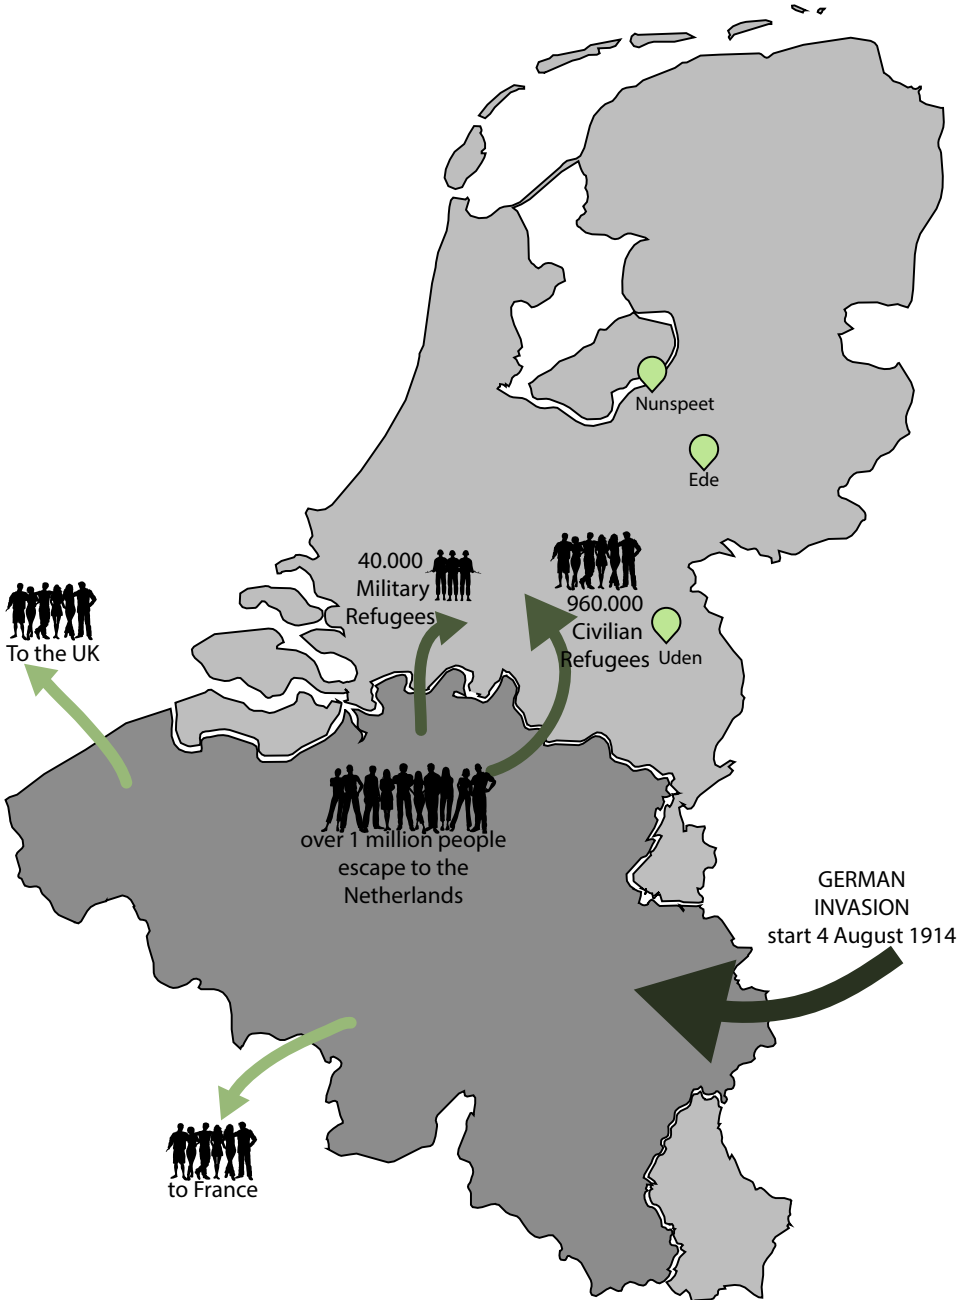 Nunspeet
Ede
40.000
Military
Refugees
960.000
Civilian
Refugees
Uden
To the UK
over 1 million people
escape to the
Netherlands
GERMAN
INVASION
start 4 August 1914
to France